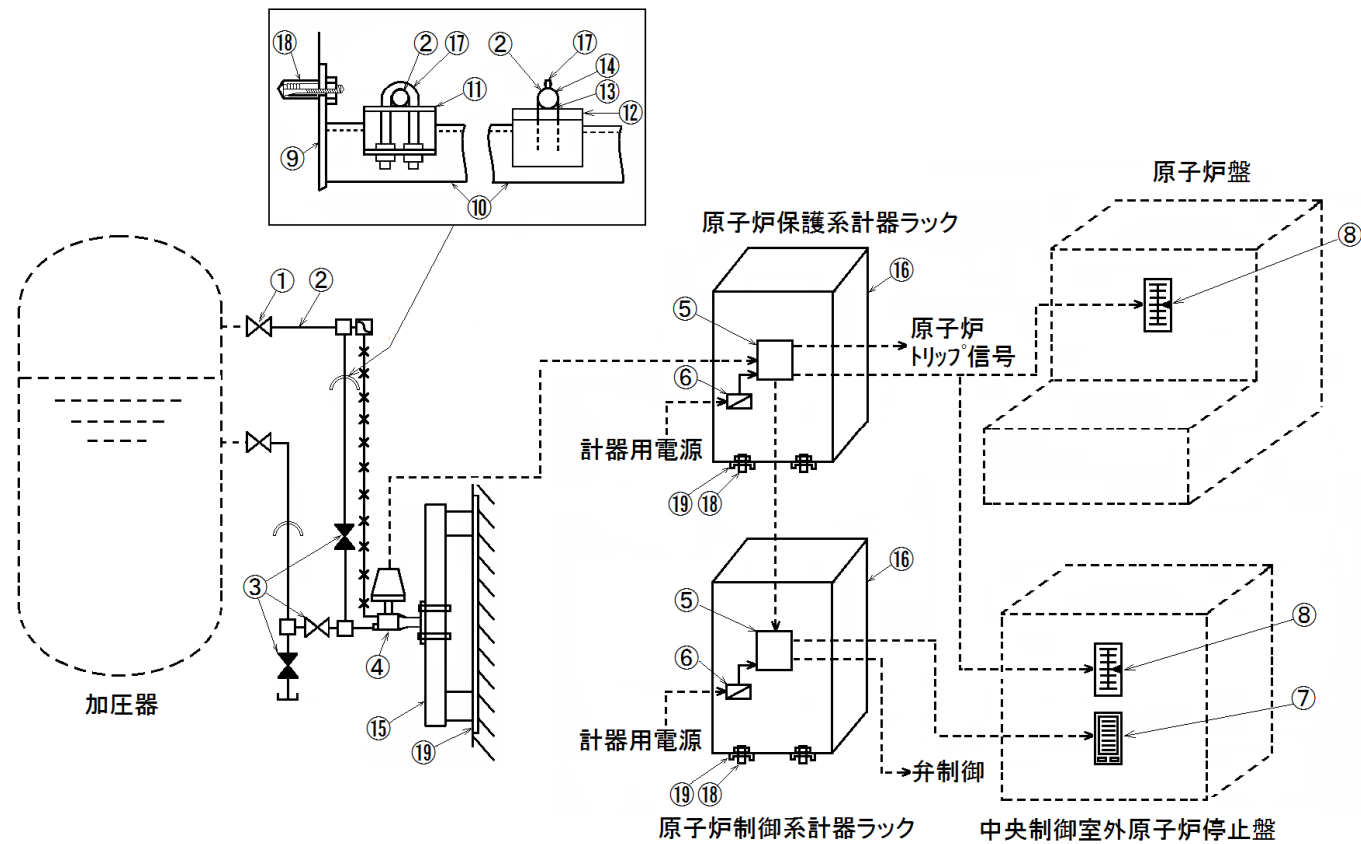 ⑱ ② ⑰ ② ⑰
⑭
⑪ ⑬
⑫
⑨
⑩
原子炉盤
原子炉保護系計器ラック
⑧
① ②
⑯
⑤
原子炉
トリップ信号
⑥
計器用電源
⑲ ⑱
⑯
③
⑤
⑧
④
⑥
加圧器
⑮
⑦
計器用電源
⑲
弁制御
⑲ ⑱
原子炉制御系計器ラック
中央制御室外原子炉停止盤